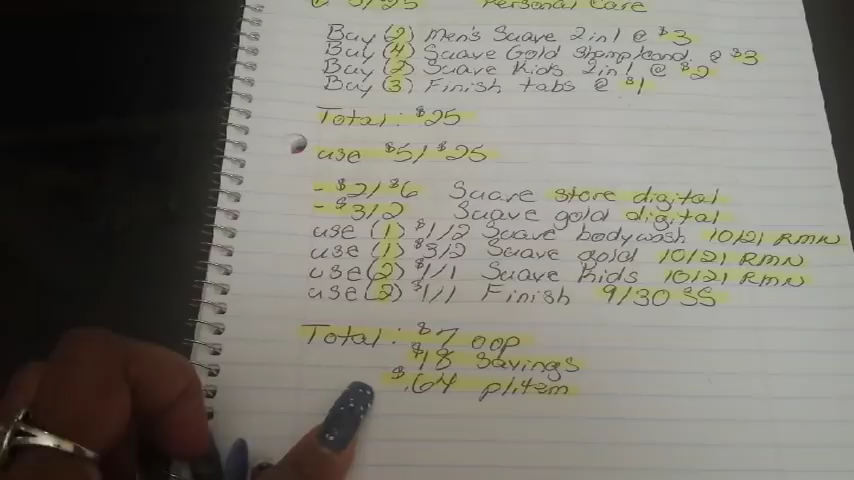 $5/$25 Personal Care
Buy (2) Men's Suave 2in1 @ $3
Buy (4) Suave Gold Shamp/cond. @ $3
Buy (2) Suave Kids 2in1 @ $2
Buy (3) Finish tabs @ $1
Total: $25
use $5/$25
- $2/$6 Suave store digital
- $3/2 Suave gold digital
use (1) $1/2 Suave bodywash 10/21 RMN
use (1) $3/2 Suave gold 10/21 RMN
use (2) $1/1 Suave Kids 10/21 RMN
use (2) $1/1 Finish 9/30 SS
Total: $7 oop
$18 savings
$.64 p/item